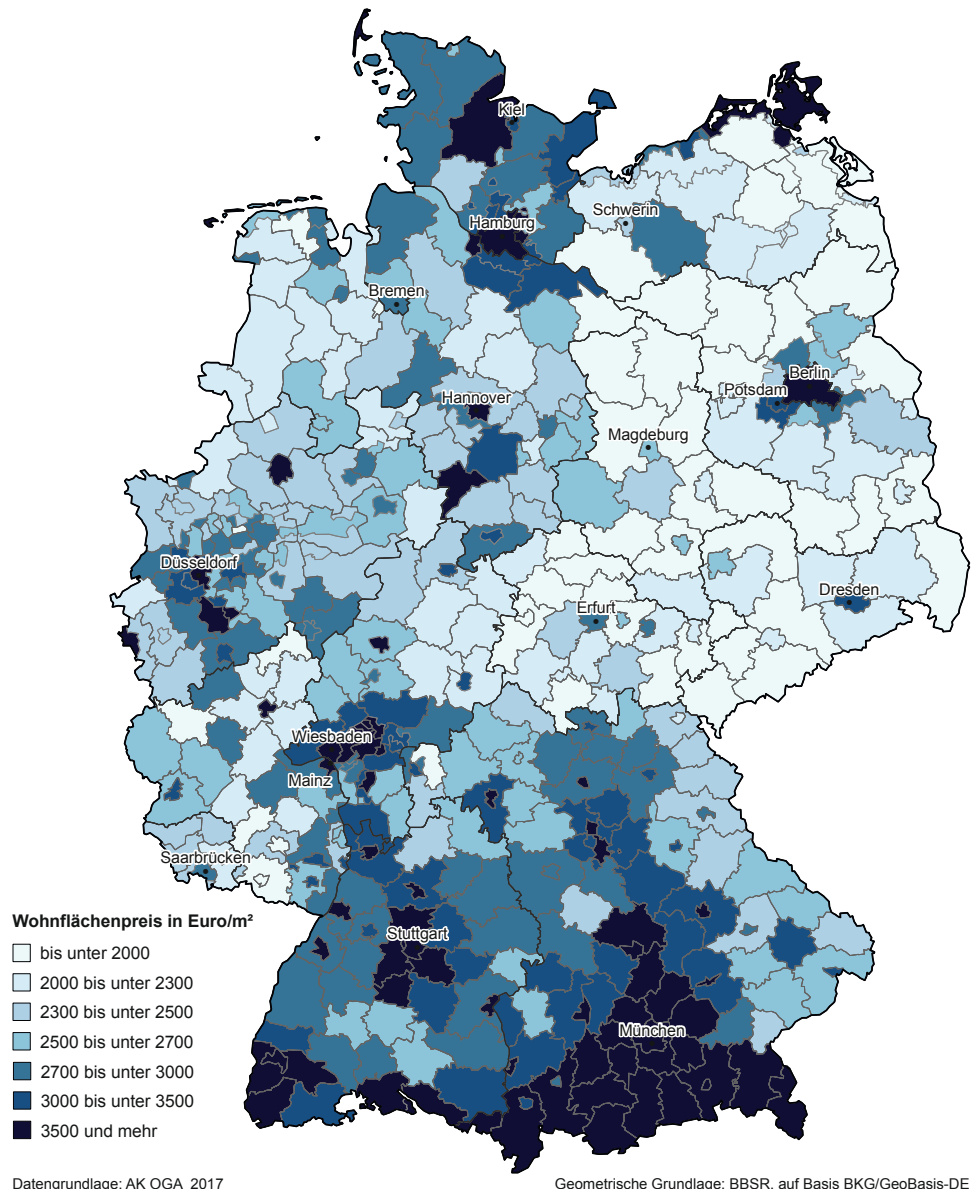 Kiel
Hamburg
Schwerin
Bremen
Berlin
Potsdam
Hannover
Magdeburg
Düsseldorf
Dresden
Erfurt
Wiesbaden
Mainz
Saarbrücken
Stuttgart
München
Wohnflächenpreis in Euro/m²
bis unter 2000
2000 bis unter 2300
2300 bis unter 2500
2500 bis unter 2700
2700 bis unter 3000
3000 bis unter 3500
3500 und mehr
Datengrundlage: AK OGA 2017
Geometrische Grundlage: BBSR, auf Basis BKG/GeoBasis-DE